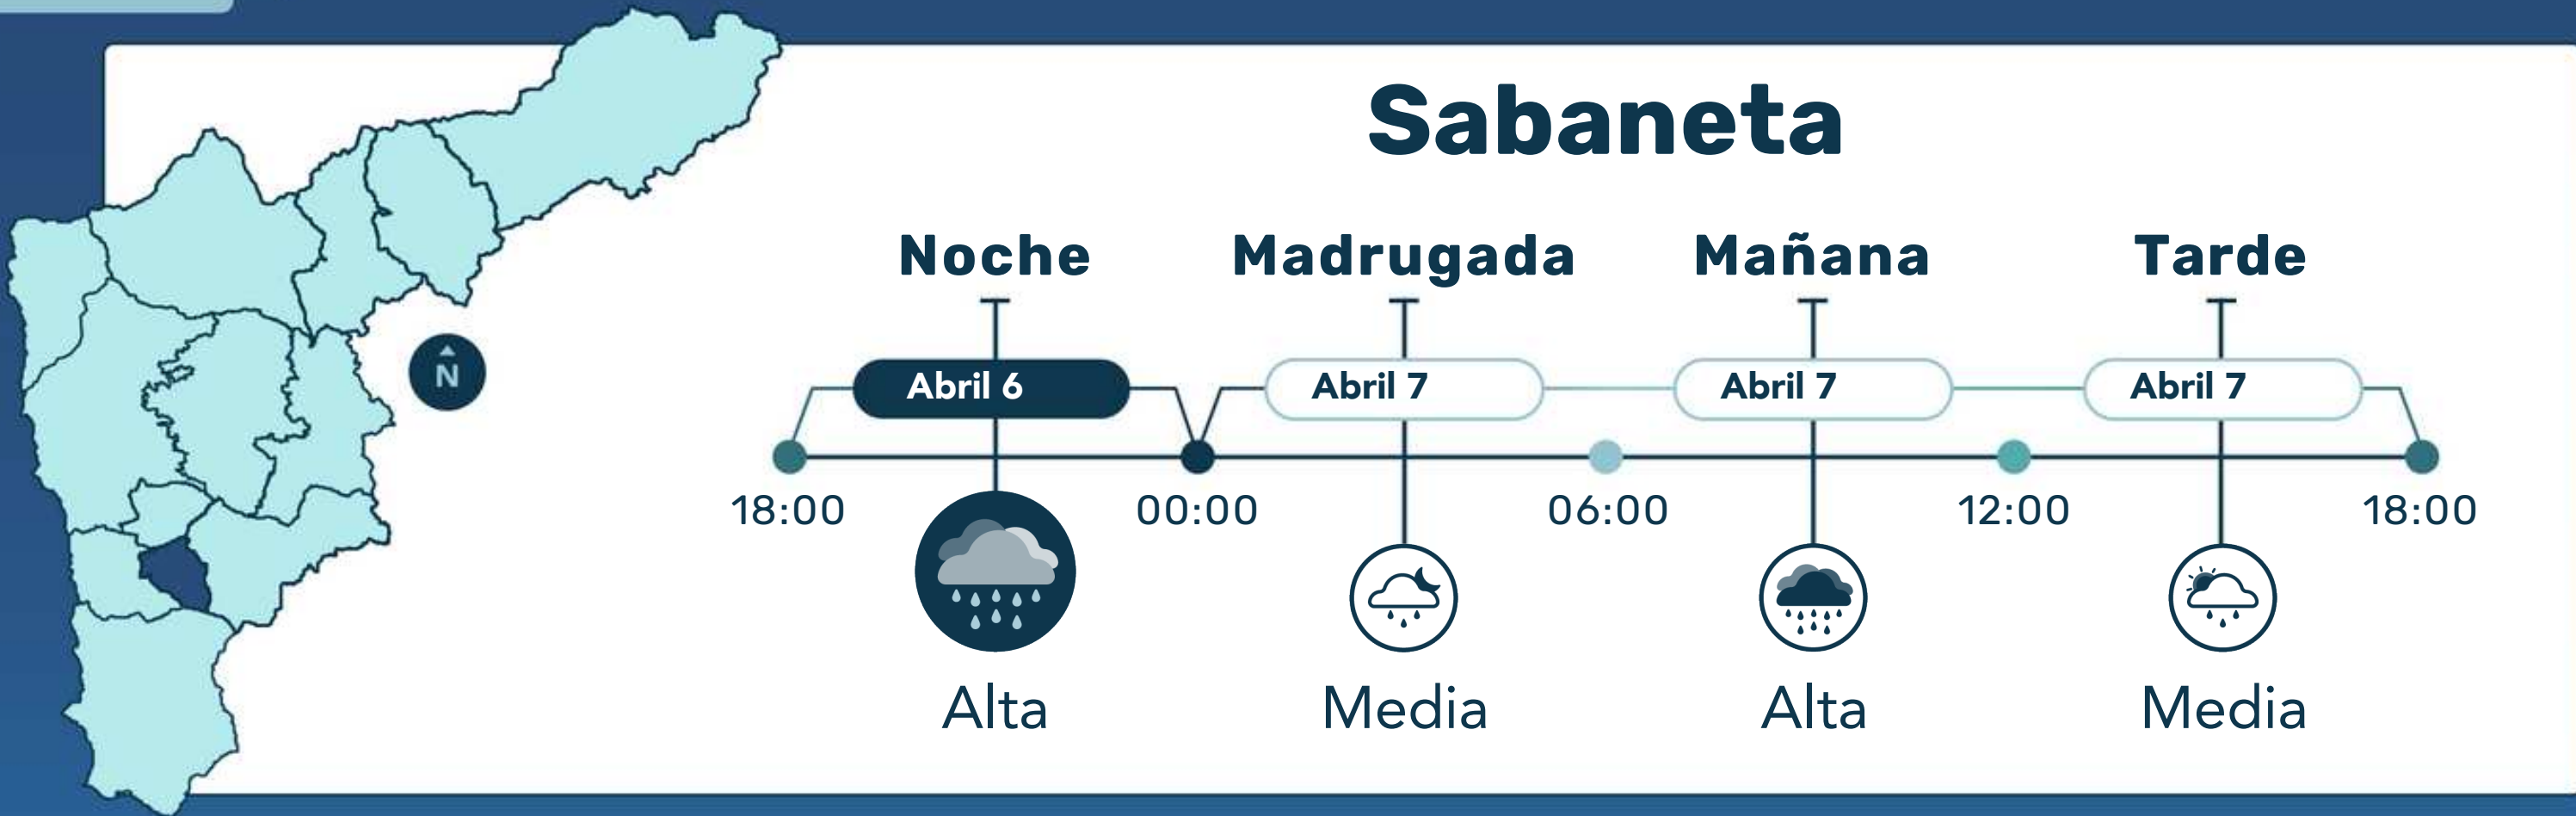 Sabaneta
Noche Madrugada Mañana Tarde
Abril 6 Abril 7 Abril 7 Abril 7
18:00 00:00 06:00 12:00 18:00
N
Alta Media Alta Media